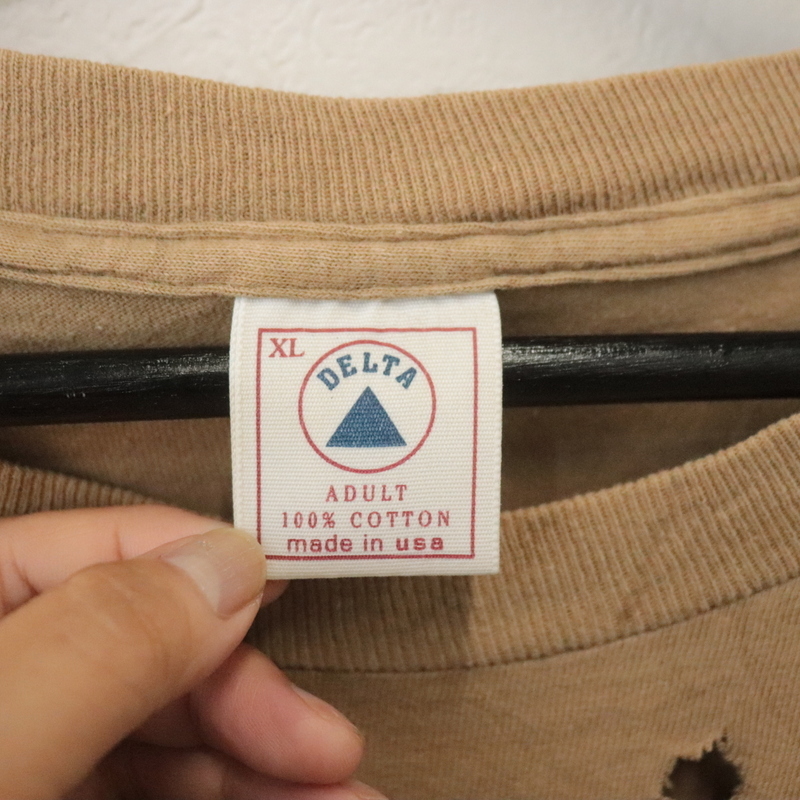 XL
DELTA
ADULT
100% COTTON
made in usa